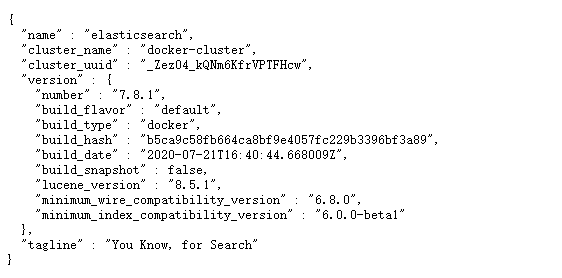 {
"name" : "elasticsearch",
"cluster_name" : "docker-cluster",
"cluster_uuid" : "_Zez04_kQNm6KfrVPTFHcw",
"version" : {
"number" : "7.8.1",
"build_flavor" : "default",
"build_type" : "docker",
"build_hash" : "b5ca9c58fb664ca8bf9e4057fc229b3396bf3a89",
"build_date" : "2020-07-21T16:40:44.668009Z",
"build_snapshot" : false,
"lucene_version" : "8.5.1",
"minimum_wire_compatibility_version" : "6.8.0",
"minimum_index_compatibility_version" : "6.0.0-beta1"
},
"tagline" : "You Know, for Search"
}